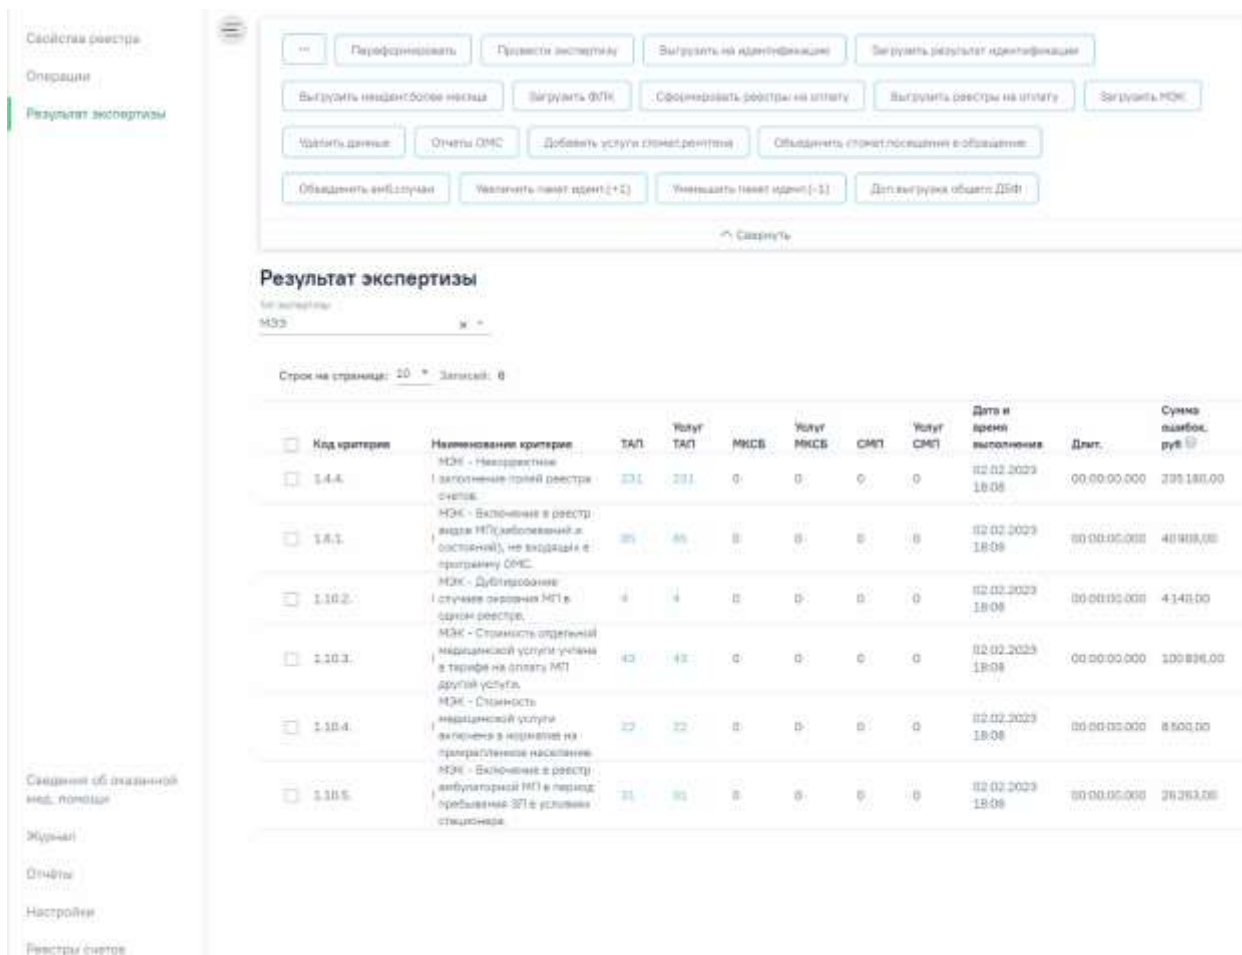 Свойства реестра
Операции
Результат экспертизы
...
Переформировать
Провести экспертизу
Выгрузить на идентификацию
Загрузить результат идентификации
Выгрузить неидент.более месяца
Загрузить ФЛК
Сформировать реестры на оплату
Выгрузить реестры на оплату
Загрузить МЭК
Удалить данные
Отчеты ОМС
Добавить услуги стомат.рентгена
Объединить стомат.посещения в обращение
Объединить амб.случаи
Увеличить пакет идент.(+1)
Уменьшить пакет идент.(-1)
Доп.выгрузка общего ДБФ
Свернуть
Результат экспертизы
Тип экспертизы
МЭЭ
Строк на странице: 10 Записей: 6
Код критерия Наименование критерия ТАП Услуг ТАП МКСБ Услуг МКСБ СМП Услуг СМП Дата и время выполнения Длит. Сумма ошибок, руб
МЭК - Некорректное
1.4.4. заполнение полей реестра 231 231 0 0 0 0 02.02.2023 18:08 00:00:00.000
счетов.
МЭК - Включение в реестр
1.6.1. видов МП(заболеваний и 0 0 0 0 02.02.2023 18:08 00:00:00.000 40 908,00
состояний), не входящих в
программу ОМС.
МЭК - Дублирование
1.10.2. случаев оказания МП в 4 4 0 0 0 0 02.02.2023 18:08 00:00:00.000 4 140,00
одном реестре.
МЭК - Стоимость отдельной
1.10.3. медицинской услуги учтена 43 43 0 0 0 0 02.02.2023 18:08 00:00:00.000 100 836,00
в тарифе на оплату МП
другой услуги.
МЭК - Стоимость
1.10.4. медицинской услуги 22 22 0 0 0 0 02.02.2023 18:08 00:00:00.000 8 500,00
включена в норматив на
прикрепленное население.
МЭК - Включение в реестр
1.10.5. амбулаторной МП в период 0 0 0 0 02.02.2023 18:08 00:00:00.000 26 263,00
пребывания ЗЛ в условиях
стационара.
Сведения об оказанной
мед. помощи
Журнал
Отчёты
Настройки
Реестры счетов